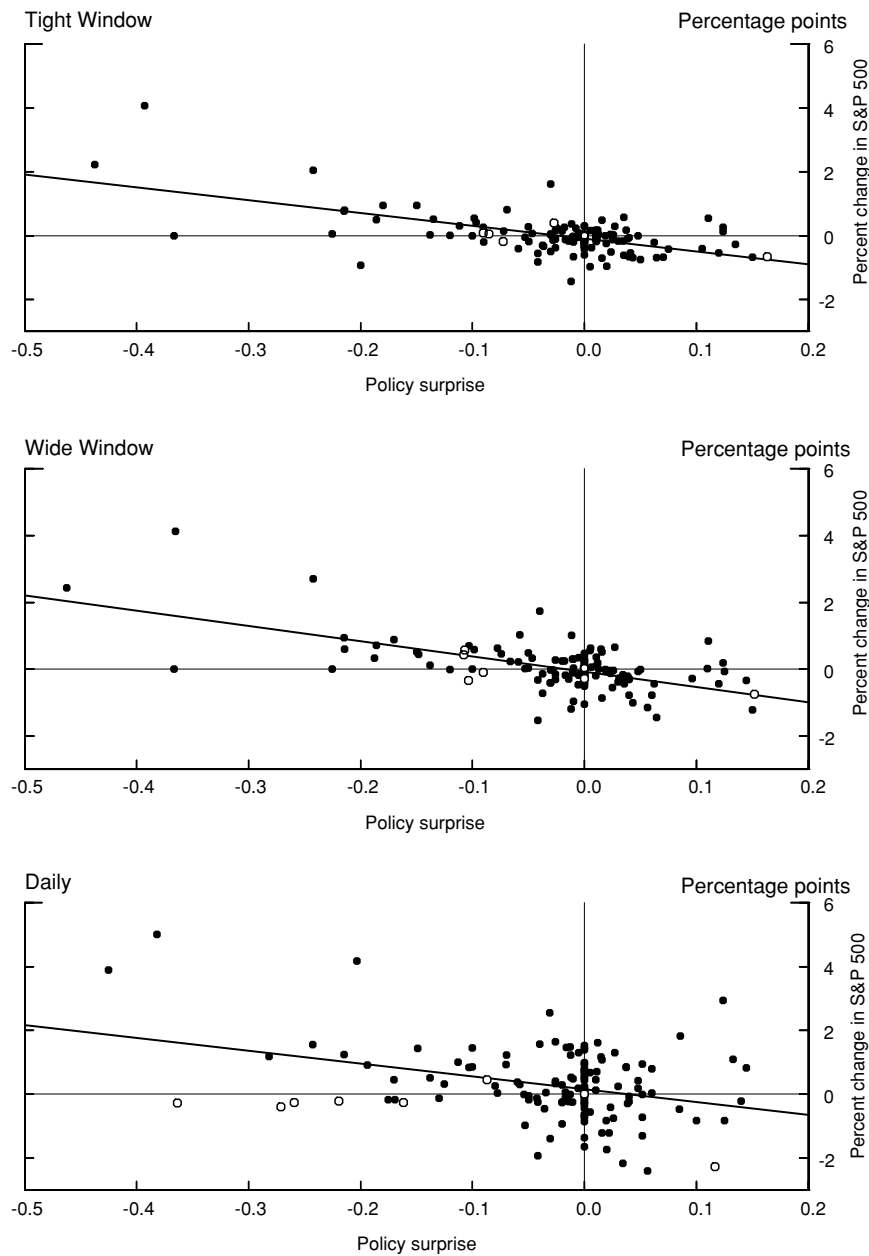 Tight Window Percentage points
6
4
2
0
-2
Percent change in S&P 500
-0.5 -0.4 -0.3 -0.2 -0.1 0.0 0.1 0.2
Policy surprise
Wide Window Percentage points
6
4
2
0
-2
Percent change in S&P 500
-0.5 -0.4 -0.3 -0.2 -0.1 0.0 0.1 0.2
Policy surprise
Daily Percentage points
6
4
2
0
-2
Percent change in S&P 500
-0.5 -0.4 -0.3 -0.2 -0.1 0.0 0.1 0.2
Policy surprise